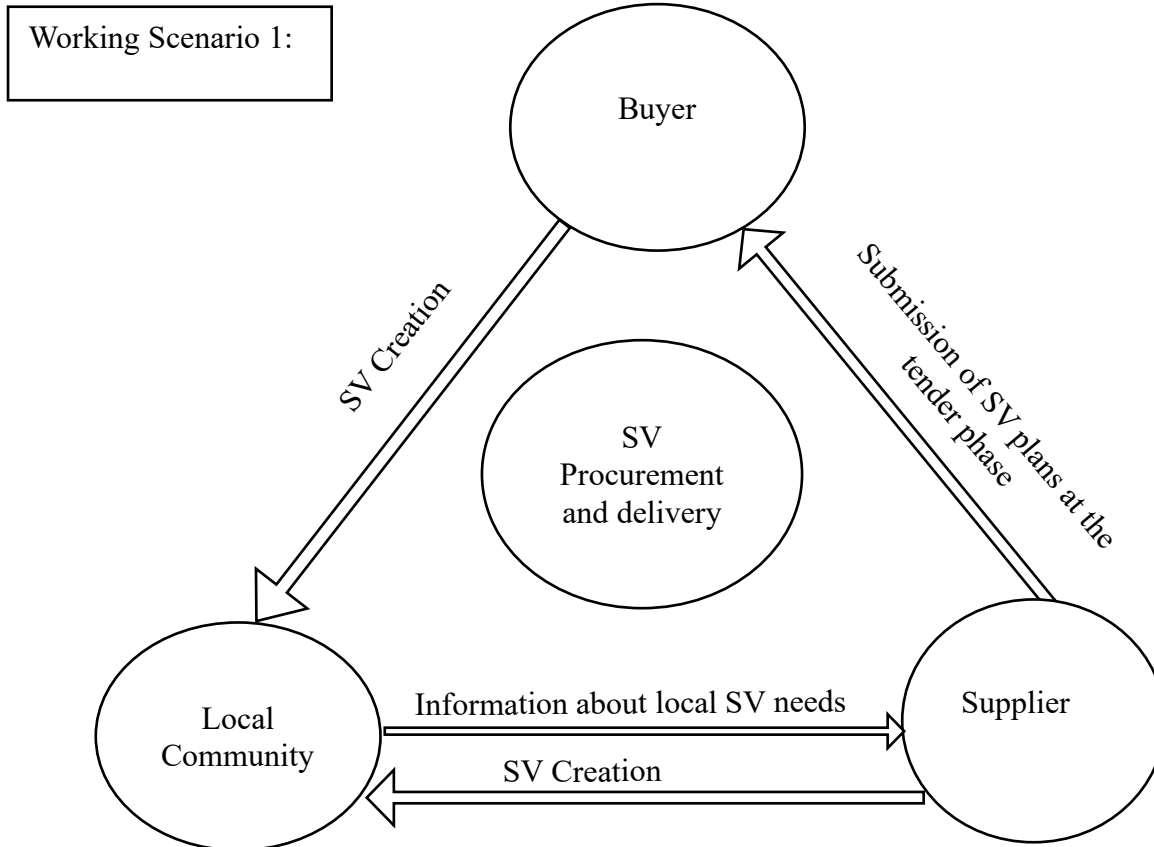 Working Scenario 1:
Buyer
SV Creation
Submission of SV plans at the
tender phase
SV
Procurement
and delivery
Local
Community
Information about local SV needs
SV Creation
Supplier